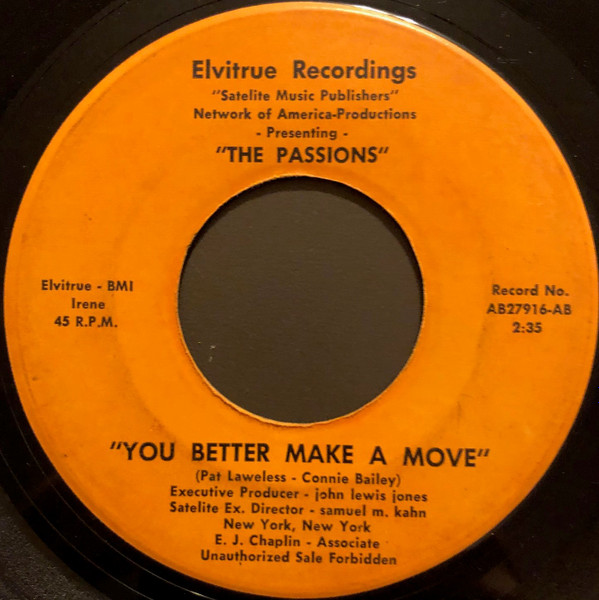 Elvitrue Recordings
"Satelite Music Publishers"
Network of America-Productions
- Presenting -
"THE PASSIONS"
Elvitrue - BMI
Irene
45 R.P.M.
Record No.
AB27916-AB
2:35
"YOU BETTER MAKE A MOVE"
(Pat Laweless - Connie Bailey)
Executive Producer - john lewis jones
Satelite Ex. Director - samuel m. kahn
New York, New York
E. J. Chaplin - Associate
Unauthorized Sale Forbidden